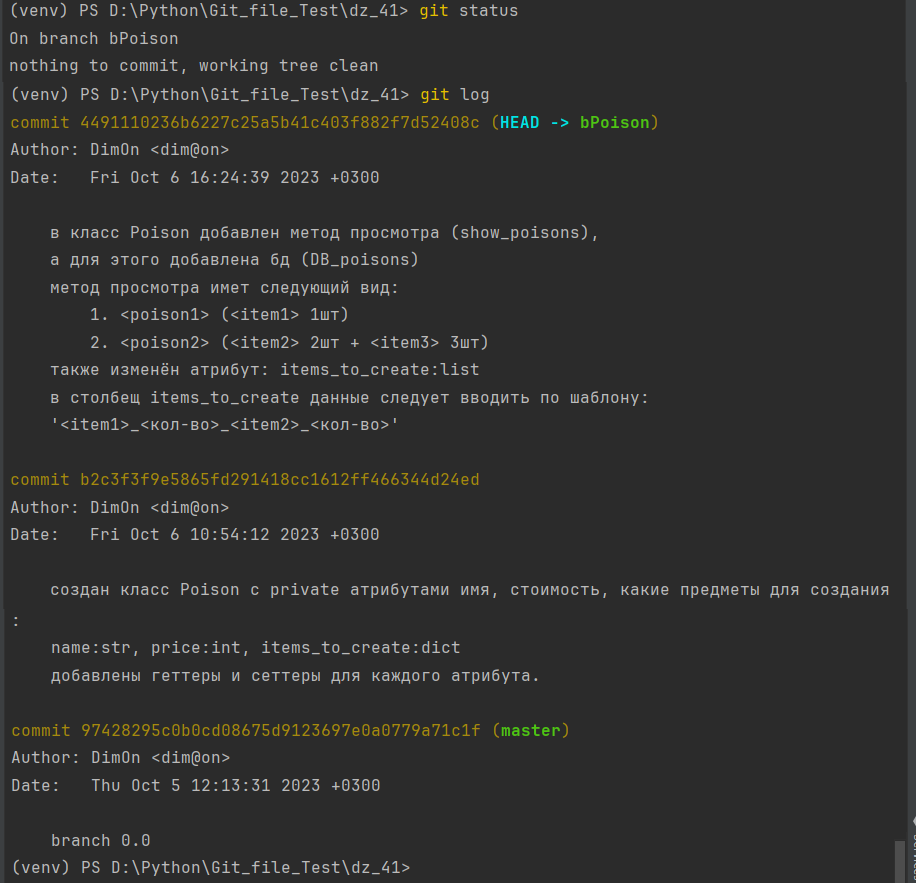 (venv) PS D:\Python\Git_file_Test\dz_41> git status
On branch bPoison
nothing to commit, working tree clean
(venv) PS D:\Python\Git_file_Test\dz_41> git log
commit 4491110236b6227c25a5b41c403f882f7d52408c (HEAD -> bPoison)
Author: DimOn <dim@on>
Date:   Fri Oct 6 16:24:39 2023 +0300

    в класс Poison добавлен метод просмотра (show_poisons),
    а для этого добавлена бд (DB_poisons)
    метод просмотра имет следующий вид:
        1. <poison1> (<item1> 1шт)
        2. <poison2> (<item2> 2шт + <item3> 3шт)
    также изменён атрибут: items_to_create:list
    в столбещ items_to_create данные следует вводить по шаблону:
    '<item1>_<кол-во>_<item2>_<кол-во>'

commit b2c3f3f9e5865fd291418cc1612ff466344d24ed
Author: DimOn <dim@on>
Date:   Fri Oct 6 10:54:12 2023 +0300

    создан класс Poison с private атрибутами имя, стоимость, какие предметы для создания
:
    name:str, price:int, items_to_create:dict
    добавлены геттеры и сеттеры для каждого атрибута.

commit 97428295c0b0cd08675d9123697e0a0779a71c1f (master)
Author: DimOn <dim@on>
Date:   Thu Oct 5 12:13:31 2023 +0300

    branch 0.0
(venv) PS D:\Python\Git_file_Test\dz_41>